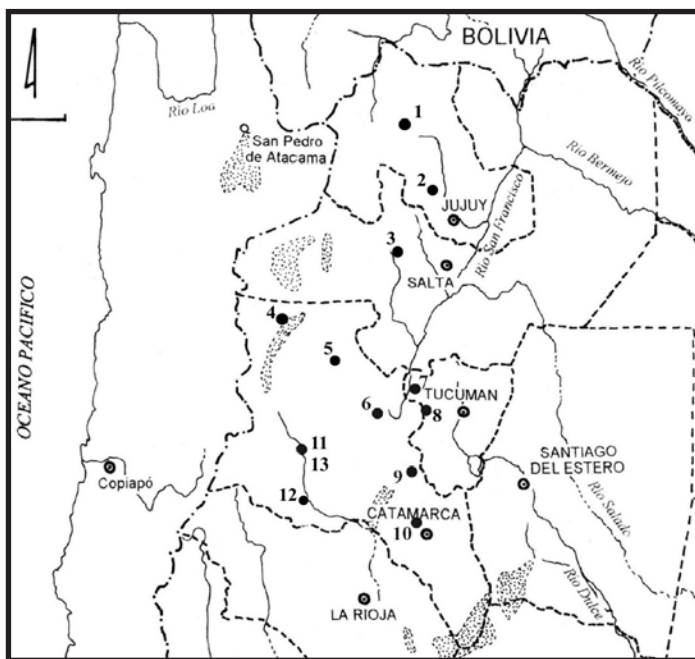 BOLIVIA
Río Pilcomayo
Río Loa
1
San Pedro
de Atacama
Río Bermejo
2
JUJUY
Río San Francisco
3
SALTA
OCEANO PACIFICO
4
5
7
TUCUMAN
6
8
11
13
SANTIAGO
DEL ESTERO
9
Copiapó
12
Río Salado
CATAMARCA
10
Río Dulce
LA RIOJA